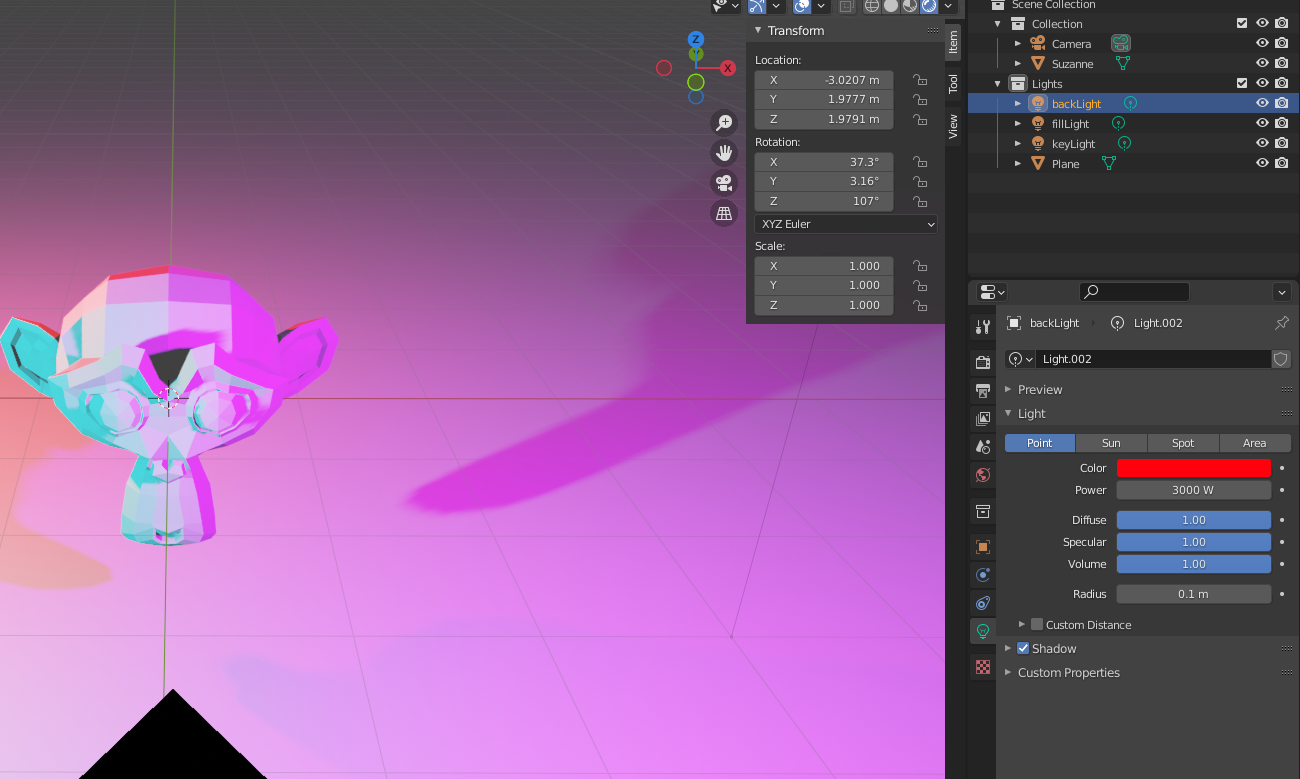 Scene Collection
Collection
Camera
Suzanne
Lights
backLight
fillLight
keyLight
Plane
Z
X
Transform
Location:
X -3.0207 m
Y 1.9777 m
Z 1.9791 m
Rotation:
X 37.3°
Y 3.16°
Z 107°
XYZ Euler
Scale:
X 1.000
Y 1.000
Z 1.000
Item
Tool
View
backLight Light.002
Light.002
Preview
Light
Point Sun Spot Area
Color
Power 3000 W
Diffuse 1.00
Specular 1.00
Volume 1.00
Radius 0.1 m
Custom Distance
Shadow
Custom Properties